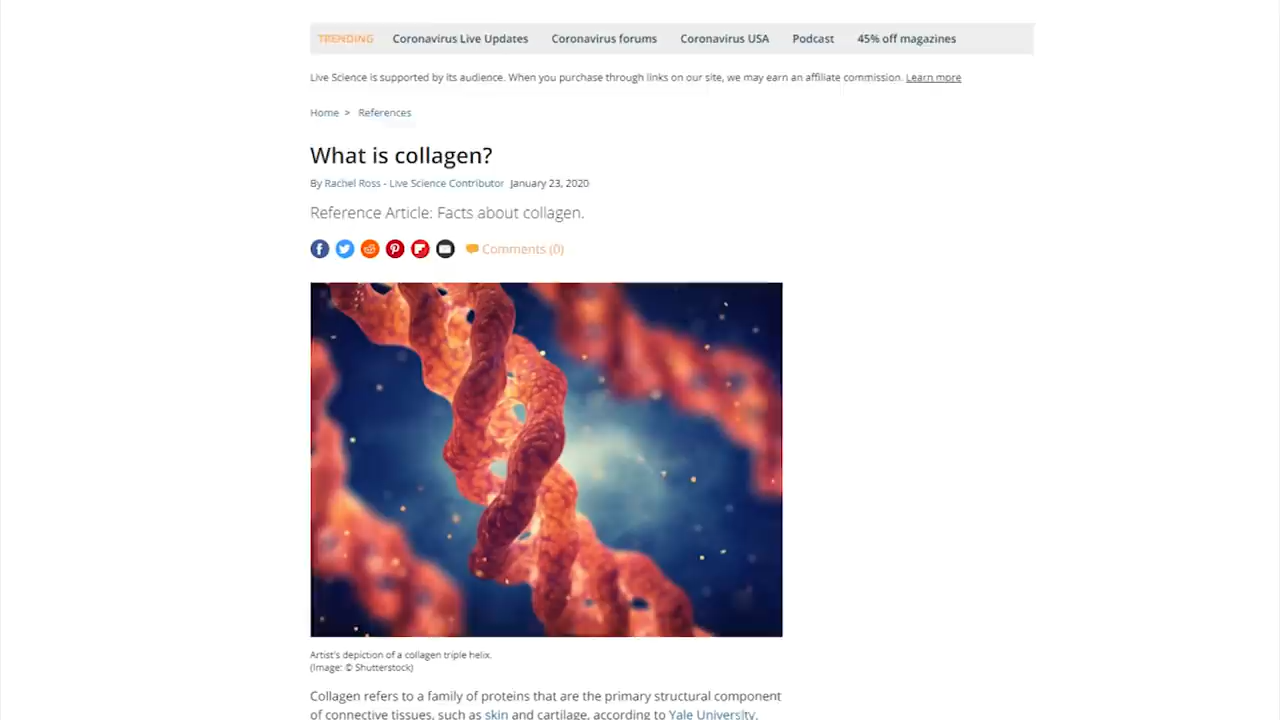 TRENDING Coronavirus Live Updates Coronavirus forums Coronavirus USA Podcast 45% off magazines
Live Science is supported by its audience. When you purchase through links on our site, we may earn an affiliate commission. Learn more
Home > References
What is collagen?
By Rachel Ross - Live Science Contributor January 23, 2020
Reference Article: Facts about collagen.
Comments (0)
Artist's depiction of a collagen triple helix.
(Image: © Shutterstock)
Collagen refers to a family of proteins that are the primary structural component
of connective tissues, such as skin and cartilage, according to Yale University.